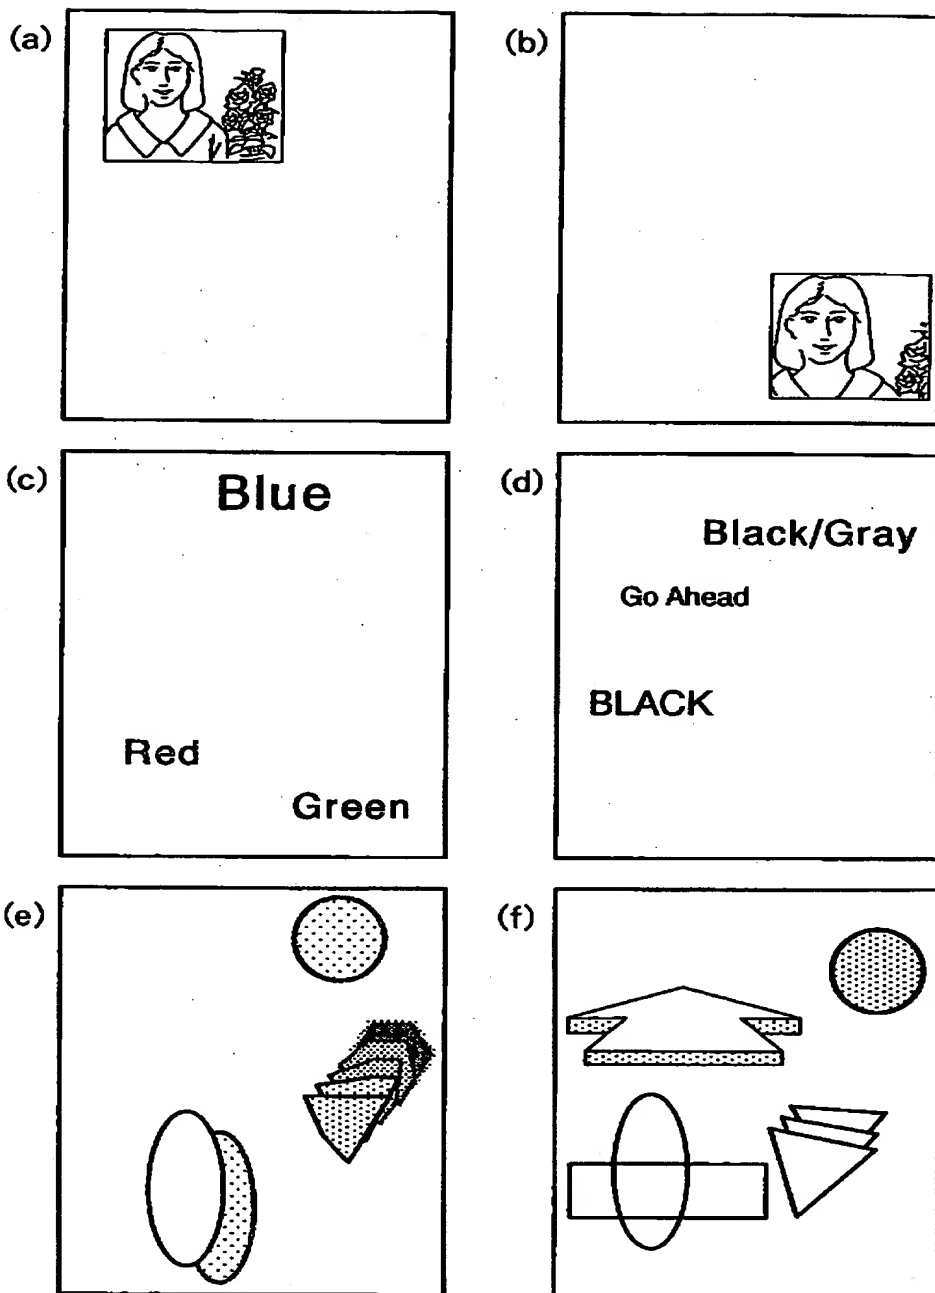 (a)
(b)
(c)
Blue
Red
Green
(d)
Black/Gray
Go Ahead
BLACK
(e)
(f)